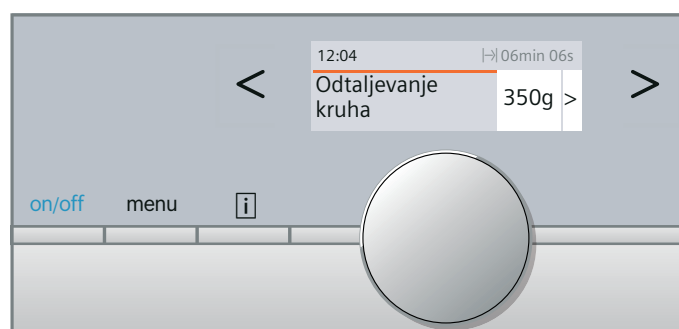 12:04 |→| 06min 06s
Odtaljevanje
kruha
350g >
< >
on/off menu i